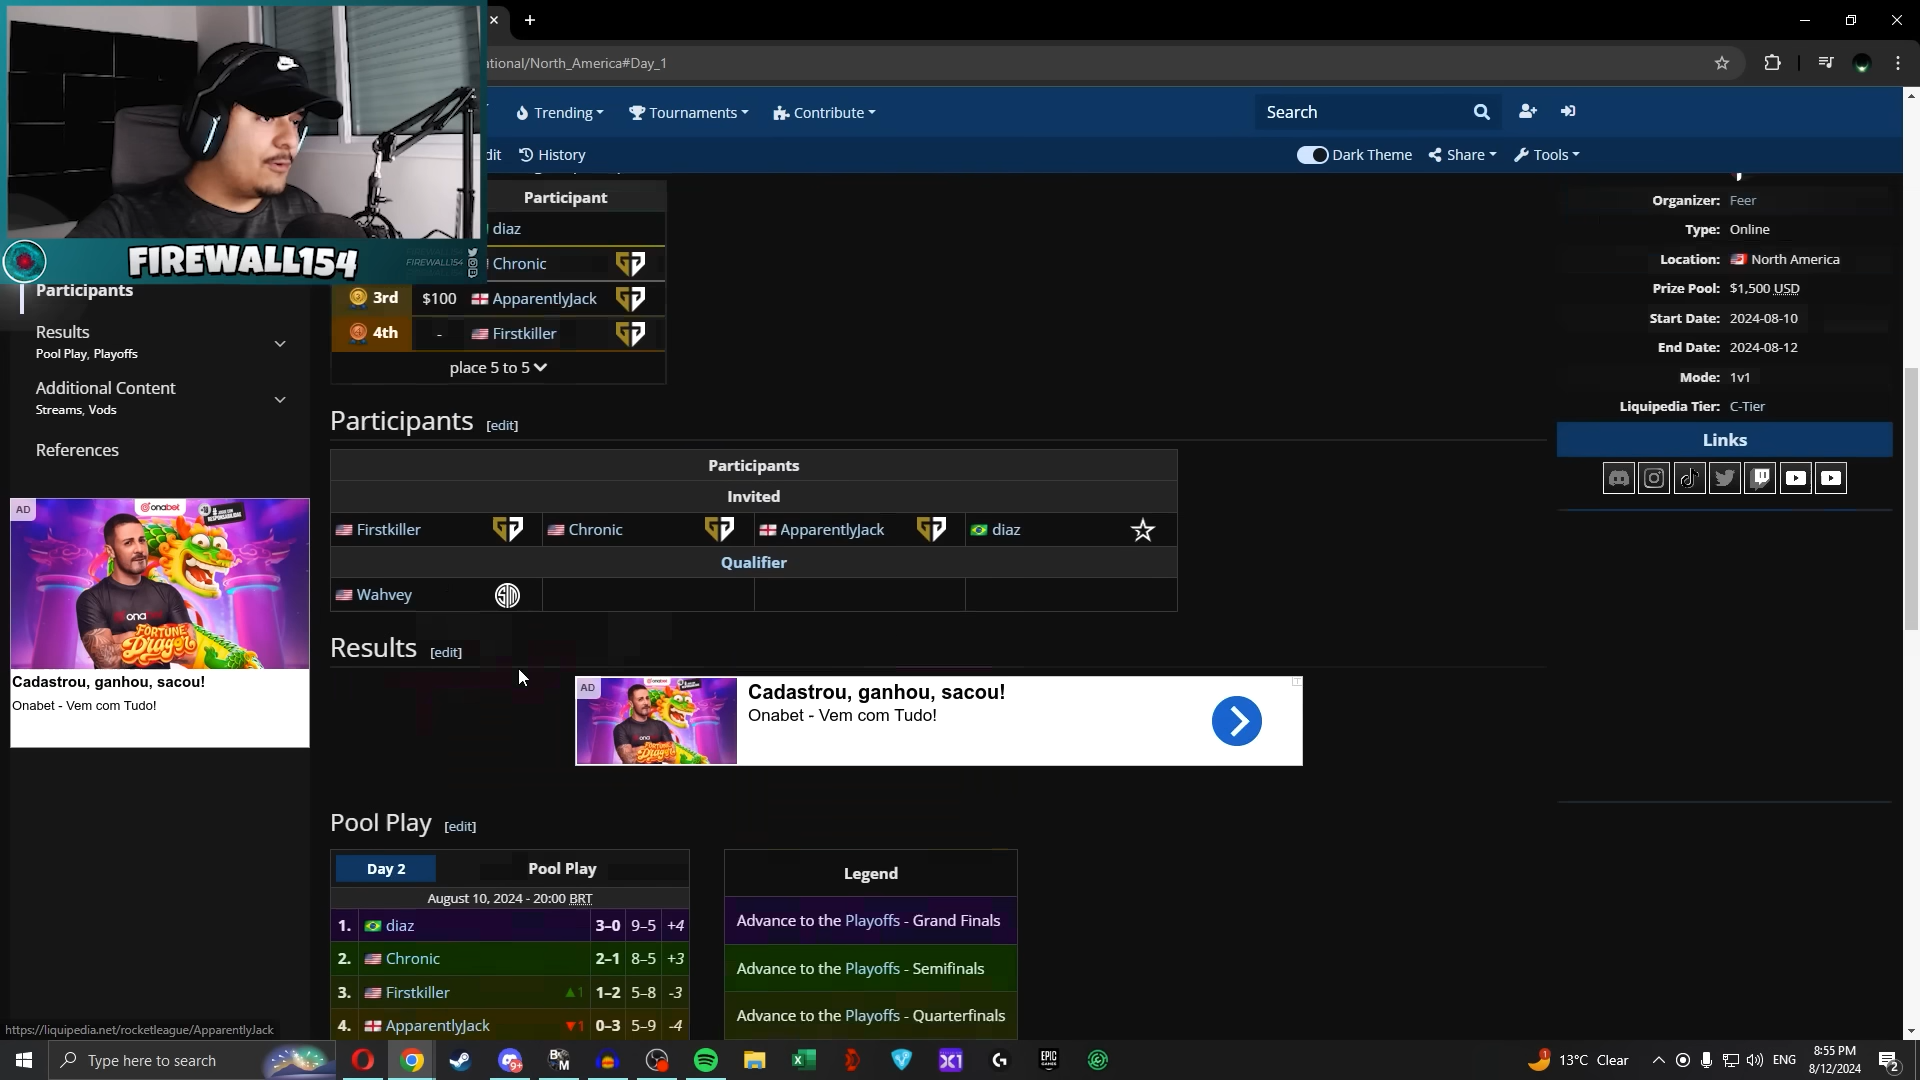 ational/North_America#Day_1
Trending
Tournaments
Contribute
Search
dit
History
Dark Theme
Share
Tools
FIREWALL154
FIREWALL154
Participant
diaz
Chronic
3rd $100 ApparentlyJack
4th - Firstkiller
place 5 to 5
Participants
Results
Pool Play, Playoffs
Additional Content
Streams, Vods
References
AD
onabet
Fortune Dragon
Cadastrou, ganhou, sacou!
Onabet - Vem com Tudo!
Participants [edit]
Participants
Invited
Firstkiller Chronic ApparentlyJack diaz
Qualifier
Wahvey
Results [edit]
AD
Cadastrou, ganhou, sacou!
Onabet - Vem com Tudo!
Pool Play [edit]
Day 2 Pool Play
August 10, 2024 - 20:00 BRT
1. diaz 3–0 9–5 +4
2. Chronic 2–1 8–5 +3
3. Firstkiller ▲1 1–2 5–8 -3
4. ApparentlyJack ▼1 0–3 5–9 -4
Legend
Advance to the Playoffs - Grand Finals
Advance to the Playoffs - Semifinals
Advance to the Playoffs - Quarterfinals
Organizer: Feer
Type: Online
Location: North America
Prize Pool: $1,500 USD
Start Date: 2024-08-10
End Date: 2024-08-12
Mode: 1v1
Liquipedia Tier: C-Tier
Links
https://liquipedia.net/rocketleague/ApparentlyJack
Type here to search
13°C Clear
ENG
8:55 PM
8/12/2024
2